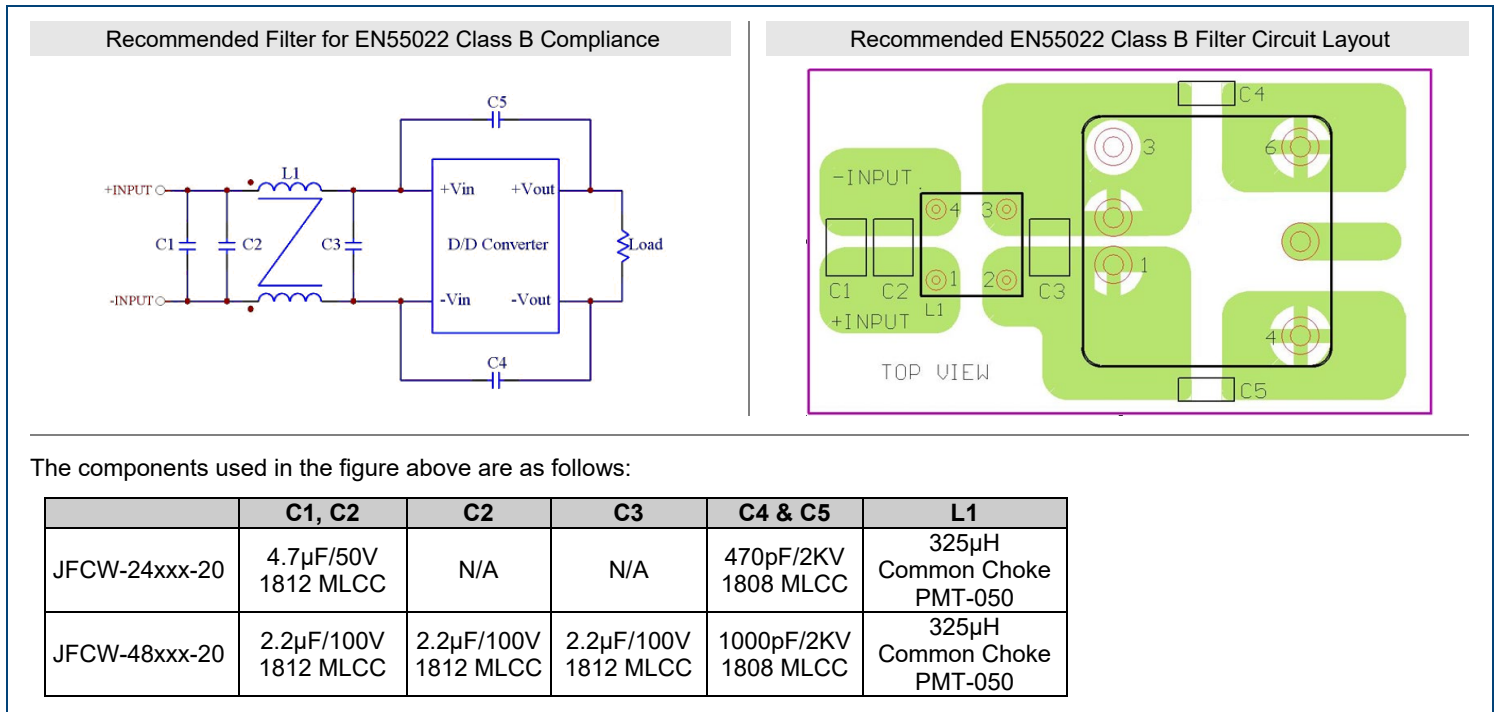 Recommended Filter for EN55022 Class B Compliance
C5
+INPUT
L1
+Vin +Vout
C1 C2 C3 D/D Converter Load
-INPUT
-Vin -Vout
C4
Recommended EN55022 Class B Filter Circuit Layout
C4
3 6
-INPUT
4 3
1 2 1
C1 C2 L1 C3
+INPUT
4
TOP VIEW
C5
The components used in the figure above are as follows:
C1, C2 C2 C3 C4 & C5 L1
JFCW-24xxx-20 4.7µF/50V 1812 MLCC N/A N/A 470pF/2KV 1808 MLCC 325µH Common Choke PMT-050
JFCW-48xxx-20 2.2µF/100V 1812 MLCC 2.2µF/100V 1812 MLCC 2.2µF/100V 1812 MLCC 1000pF/2KV 1808 MLCC 325µH Common Choke PMT-050